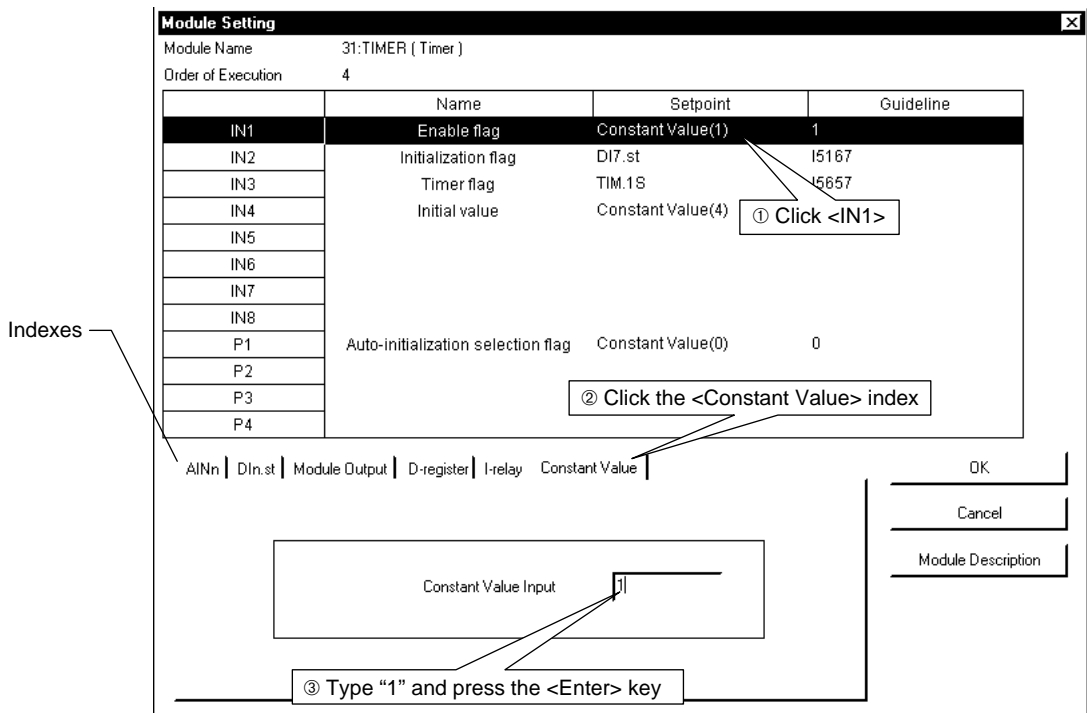 Module Setting
Module Name 31:TIMER ( Timer )
Order of Execution 4
Name Setpoint Guideline
IN1 Enable flag Constant Value(1) 1
IN2 Initialization flag DI7.st I5167
IN3 Timer flag TIM.1S I5657
IN4 Initial value Constant Value(4)
① Click <IN1>
IN5
IN6
IN7
IN8
Indexes
P1 Auto-initialization selection flag Constant Value(0) 0
P2
P3
② Click the <Constant Value> index
P4
AINn DIn.st Module Output D-register I-relay Constant Value
OK
Cancel
Module Description
Constant Value Input 1
③ Type “1” and press the <Enter> key